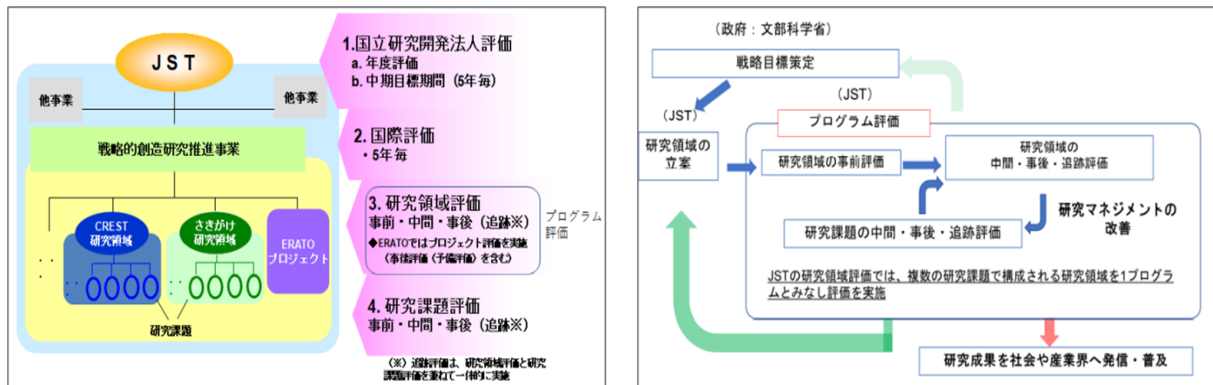 JST
他事業
他事業
戦略的創造研究推進事業
CREST
研究領域
さきがけ
研究領域
ERATO
プロジェクト
研究課題
1.国立研究開発法人評価
a. 年度評価
b. 中期目標期間（5年毎）
2. 国際評価
・5年毎
3. 研究領域評価
事前・中間・事後（追跡※）
◆ERATOではプロジェクト評価を実施
（事後評価（予備評価）を含む）
プログラム
評価
4. 研究課題評価
事前・中間・事後（追跡※）
（※）追跡評価は、研究領域評価と研究
課題評価を兼ねて一体的に実施
（政府：文部科学省）
戦略目標策定
（JST）
研究領域の
立案
（JST）
プログラム評価
研究領域の事前評価
研究領域の
中間・事後・追跡評価
研究課題の中間・事後・追跡評価
研究マネジメントの
改善
JSTの研究領域評価では、複数の研究課題で構成される研究領域を1プログラ
ムとみなし評価を実施
研究成果を社会や産業界へ発信・普及